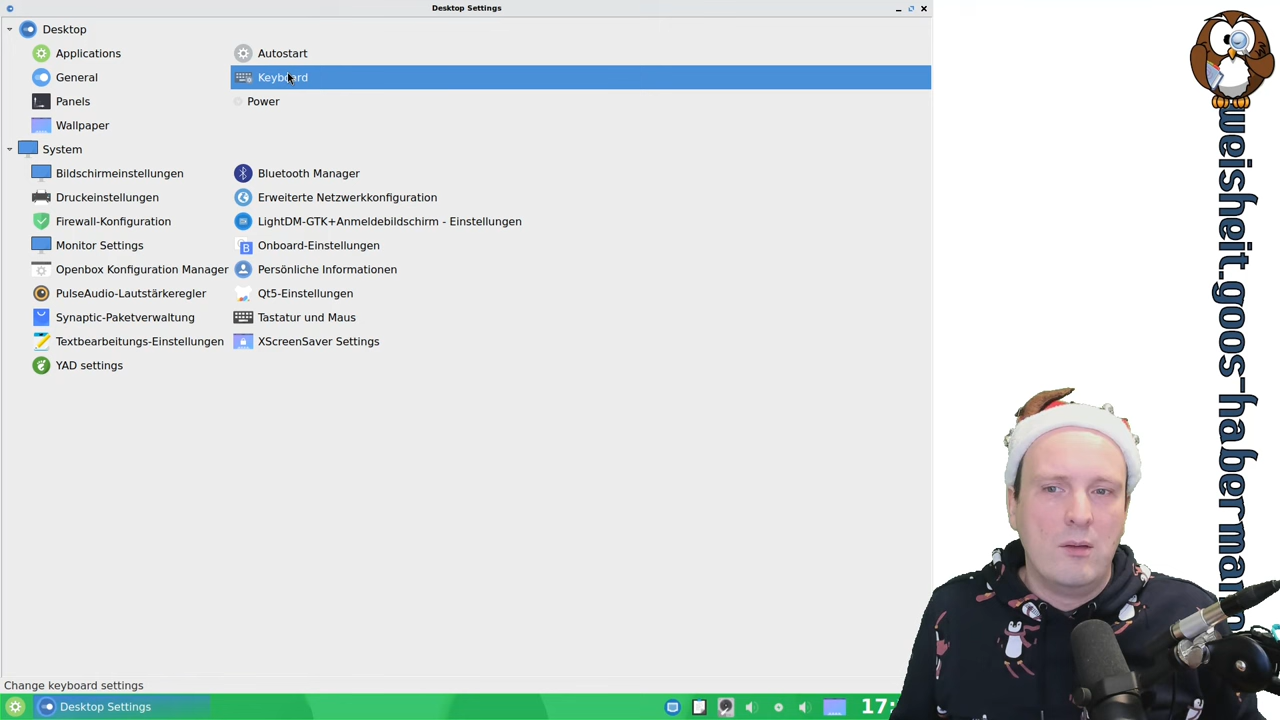 Desktop Settings
Desktop
Applications
Autostart
General
Keyboard
Panels
Power
Wallpaper
System
Bildschirmeinstellungen
Bluetooth Manager
Druckeinstellungen
Erweiterte Netzwerkkonfiguration
Firewall-Konfiguration
LightDM-GTK+Anmeldebildschirm - Einstellungen
Monitor Settings
Onboard-Einstellungen
Openbox Konfiguration Manager
Persönliche Informationen
PulseAudio-Lautstärkeregler
Qt5-Einstellungen
Synaptic-Paketverwaltung
Tastatur und Maus
Textbearbeitungs-Einstellungen
XScreenSaver Settings
YAD settings
Change keyboard settings
Desktop Settings
17:
weisheit.goos-habermann